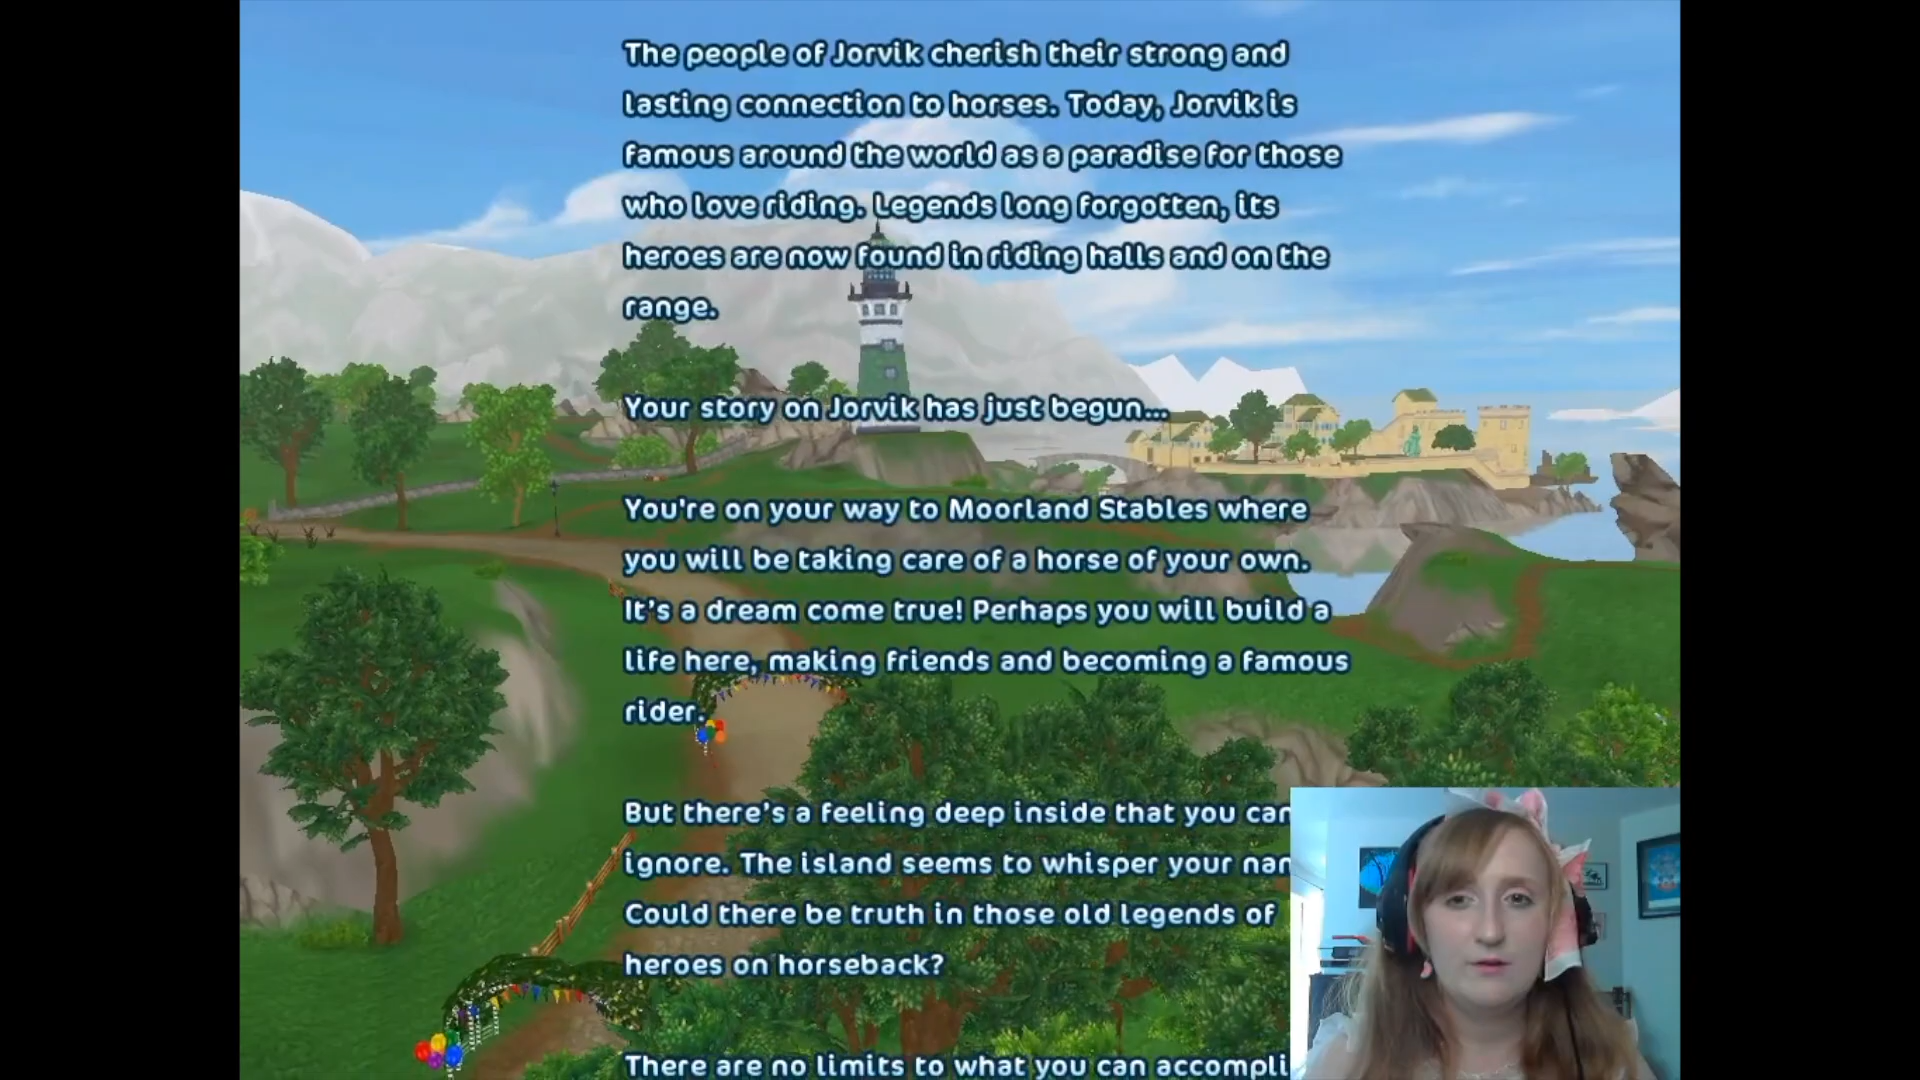 The people of Jorvik cherish their strong and
lasting connection to horses. Today, Jorvik is
famous around the world as a paradise for those
who love riding. Legends long forgotten, its
heroes are now found in riding halls and on the
range.
Your story on Jorvik has just begun...
You're on your way to Moorland Stables where
you will be taking care of a horse of your own.
It's a dream come true! Perhaps you will build a
life here, making friends and becoming a famous
rider.
But there's a feeling deep inside that you
ignore. The island seems to whisper your
Could there be truth in those old legends of
heroes on horseback?
There are no limits to what you can